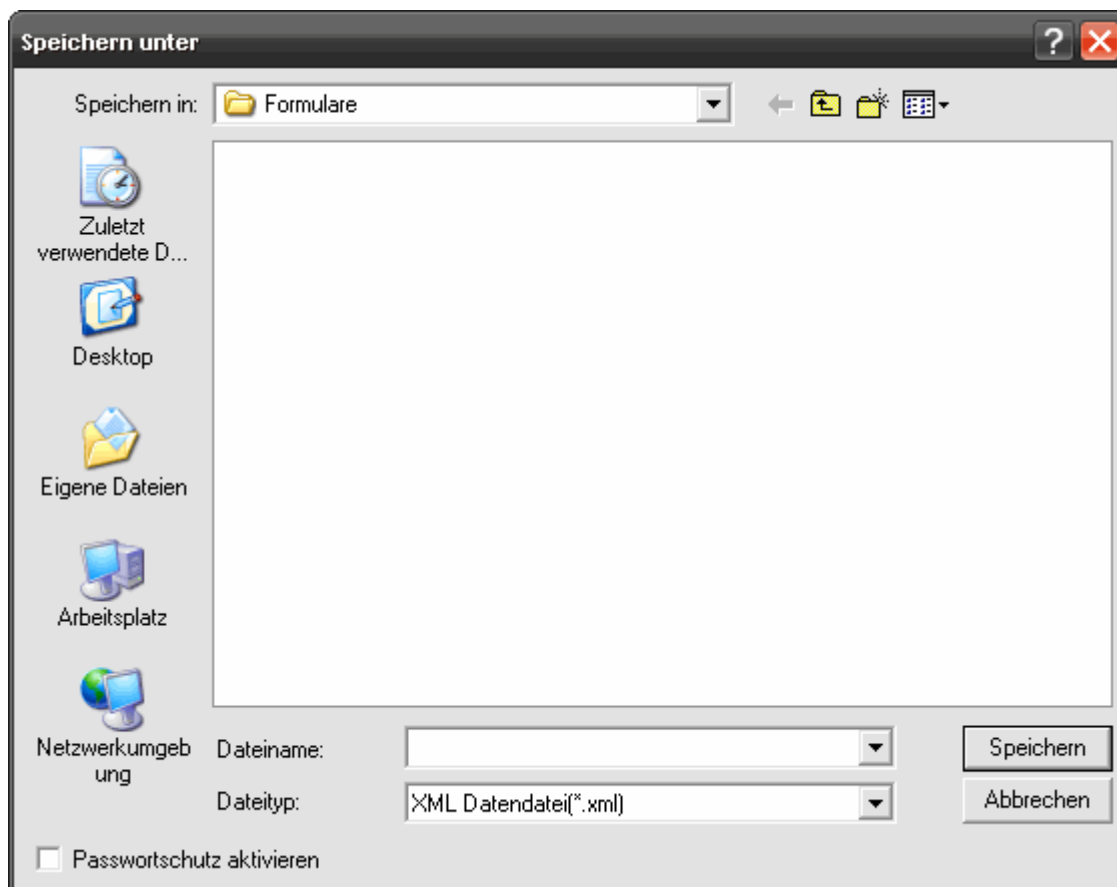 Speichern unter
Speichern in:
Formulare
Zuletzt
verwendete D...
Desktop
Eigene Dateien
Arbeitsplatz
Netzwerkumgeb
ung
Dateiname:
Speichern
Dateityp:
XML Datendatei(*.xml)
Abbrechen
Passwortschutz aktivieren